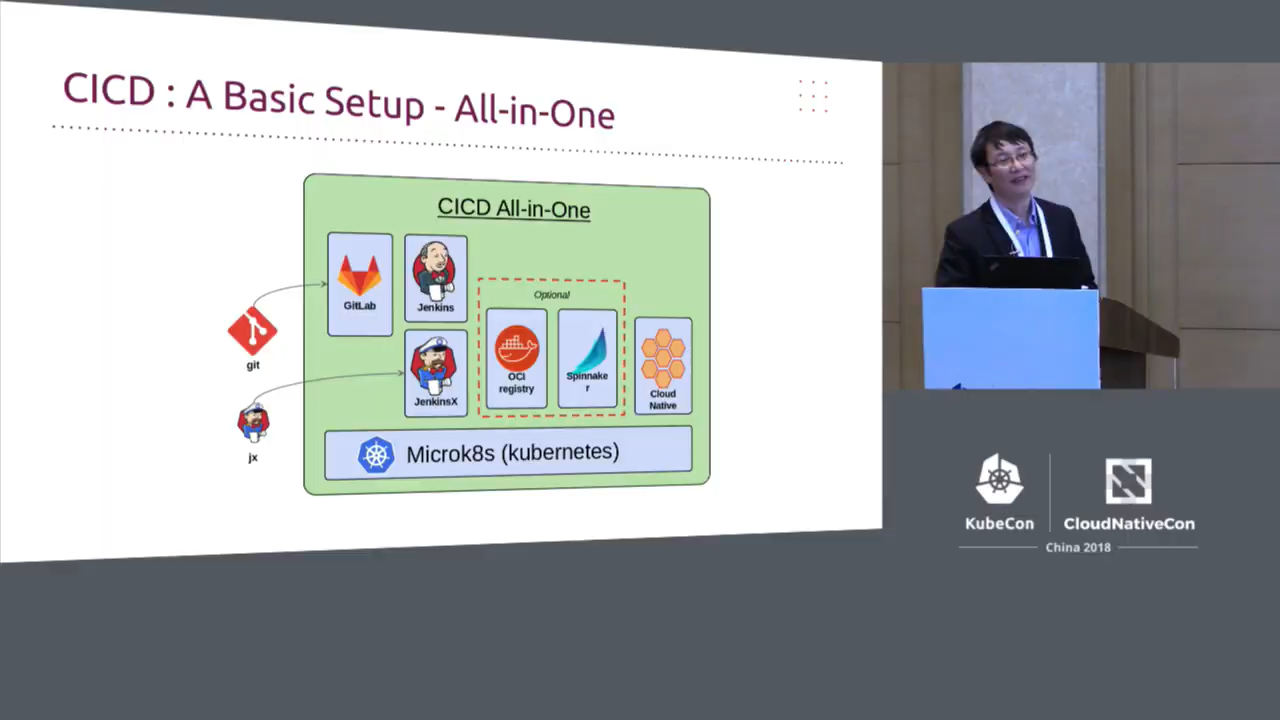 CICD : A Basic Setup - All-in-One
CICD All-in-One
GitLab
Jenkins
Optional
git
JenkinsX
OCI
registry
Spinnake
r
Cloud
Native
jx
Microk8s (kubernetes)
KubeCon
CloudNativeCon
China 2018